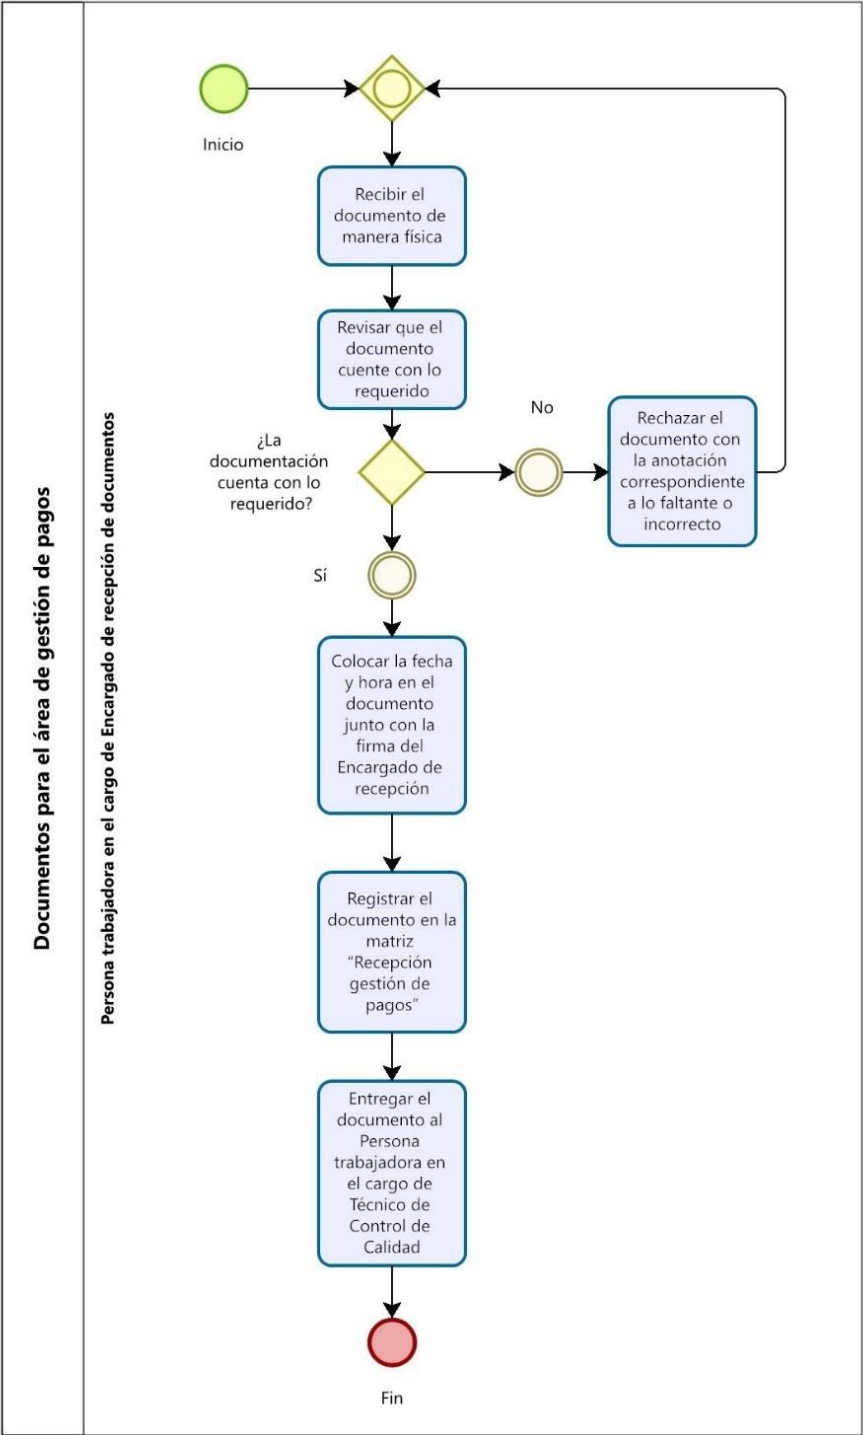 Documentos para el área de gestión de pagos
Persona trabajadora en el cargo de Encargado de recepción de documentos
Inicio
Recibir el
documento de
manera física
Revisar que el
documento
cuente con lo
requerido
¿La
documentación
cuenta con lo
requerido?
No
Rechazar el
documento con
la anotación
correspondiente
a lo faltante o
incorrecto
Sí
Colocar la fecha
y hora en el
documento
junto con la
firma del
Encargado de
recepción
Registrar el
documento en la
matriz
“Recepción
gestión de
pagos”
Entregar el
documento al
Persona
trabajadora en
el cargo de
Técnico de
Control de
Calidad
Fin